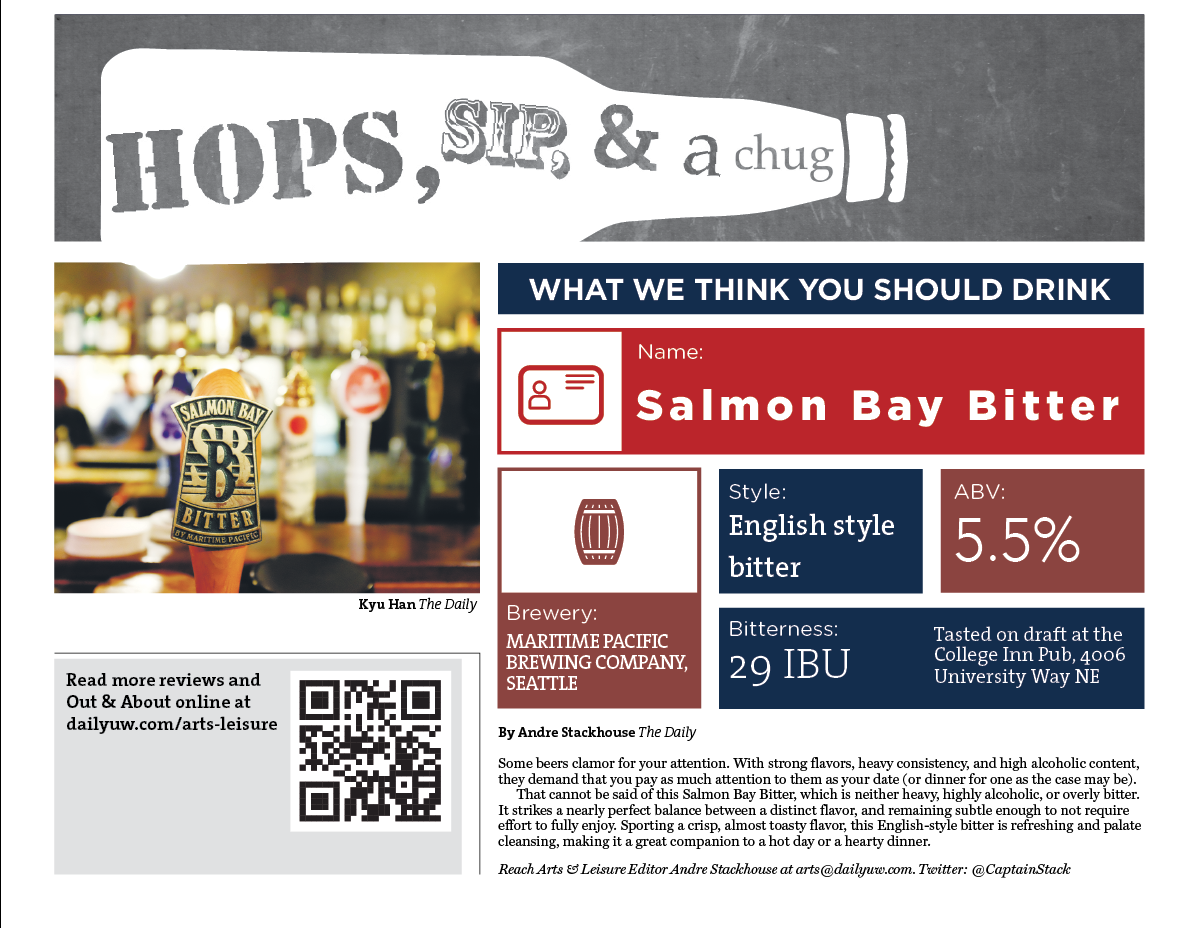 HOPS, SIP, & a chug
WHAT WE THINK YOU SHOULD DRINK
Name:
Salmon Bay Bitter
SALMON BAY
SB
BITTER
BY MARITIME PACIFIC
Kyu Han The Daily
Style:
English style
bitter
ABV:
5.5%
Brewery:
MARITIME PACIFIC
BREWING COMPANY,
SEATTLE
Bitterness:
29 IBU
Tasted on draft at the
College Inn Pub, 4006
University Way NE
Read more reviews and
Out & About online at
dailyuw.com/arts-leisure
By Andre Stackhouse The Daily
Some beers clamor for your attention. With strong flavors, heavy consistency, and high alcoholic content,
they demand that you pay as much attention to them as your date (or dinner for one as the case may be).
That cannot be said of this Salmon Bay Bitter, which is neither heavy, highly alcoholic, or overly bitter.
It strikes a nearly perfect balance between a distinct flavor, and remaining subtle enough to not require
effort to fully enjoy. Sporting a crisp, almost toasty flavor, this English-style bitter is refreshing and palate
cleansing, making it a great companion to a hot day or a hearty dinner.
Reach Arts & Leisure Editor Andre Stackhouse at arts@dailyuw.com. Twitter: @CaptainStack